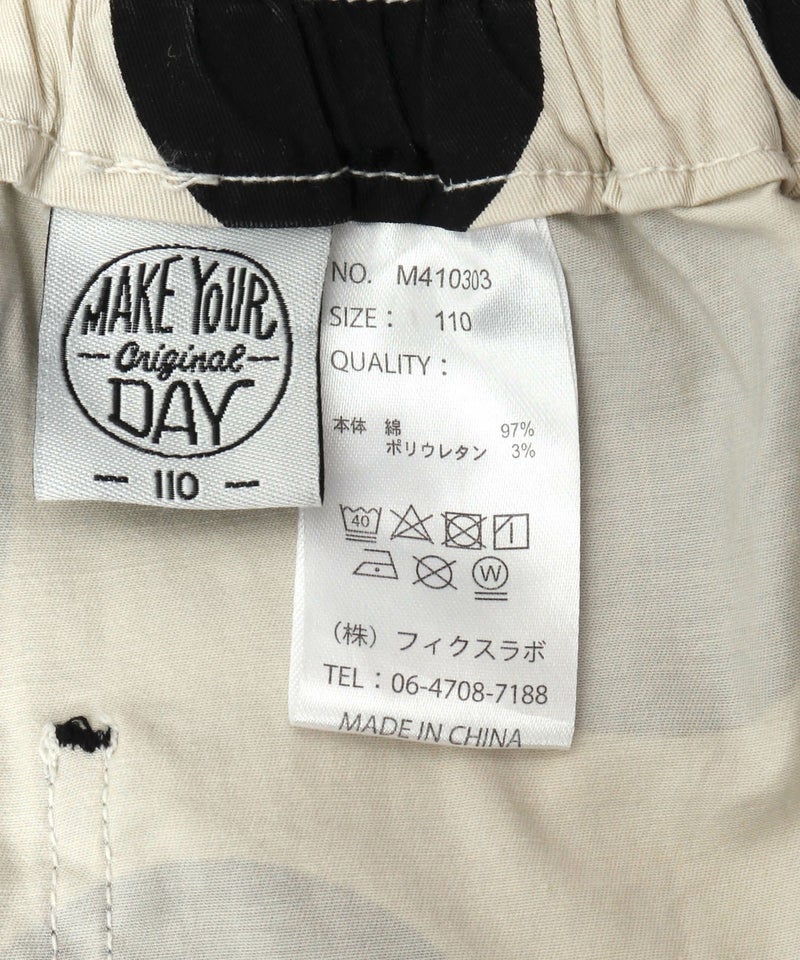 MAKE YOUR
Original
DAY
110
NO. M410303
SIZE : 110
QUALITY :
本体 綿 97%
ポリウレタン 3%
40
W
(株) フィクスラボ
TEL : 06-4708-7188
MADE IN CHINA